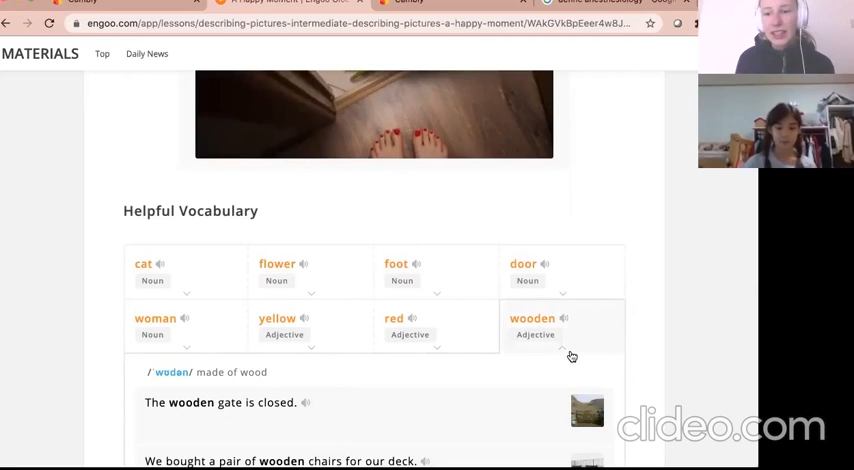 engoo.com/app/lessons/describing-pictures-intermediate-describing-pictures-a-happy-moment/WAkGVkBpEeer4w8J...
MATERIALS Top Daily News
Helpful Vocabulary
cat flower foot door
Noun Noun Noun Noun
woman yellow red wooden
Noun Adjective Adjective Adjective
/ˈwʊdən/ made of wood
The wooden gate is closed.
We bought a pair of wooden chairs for our deck.
clideo.com